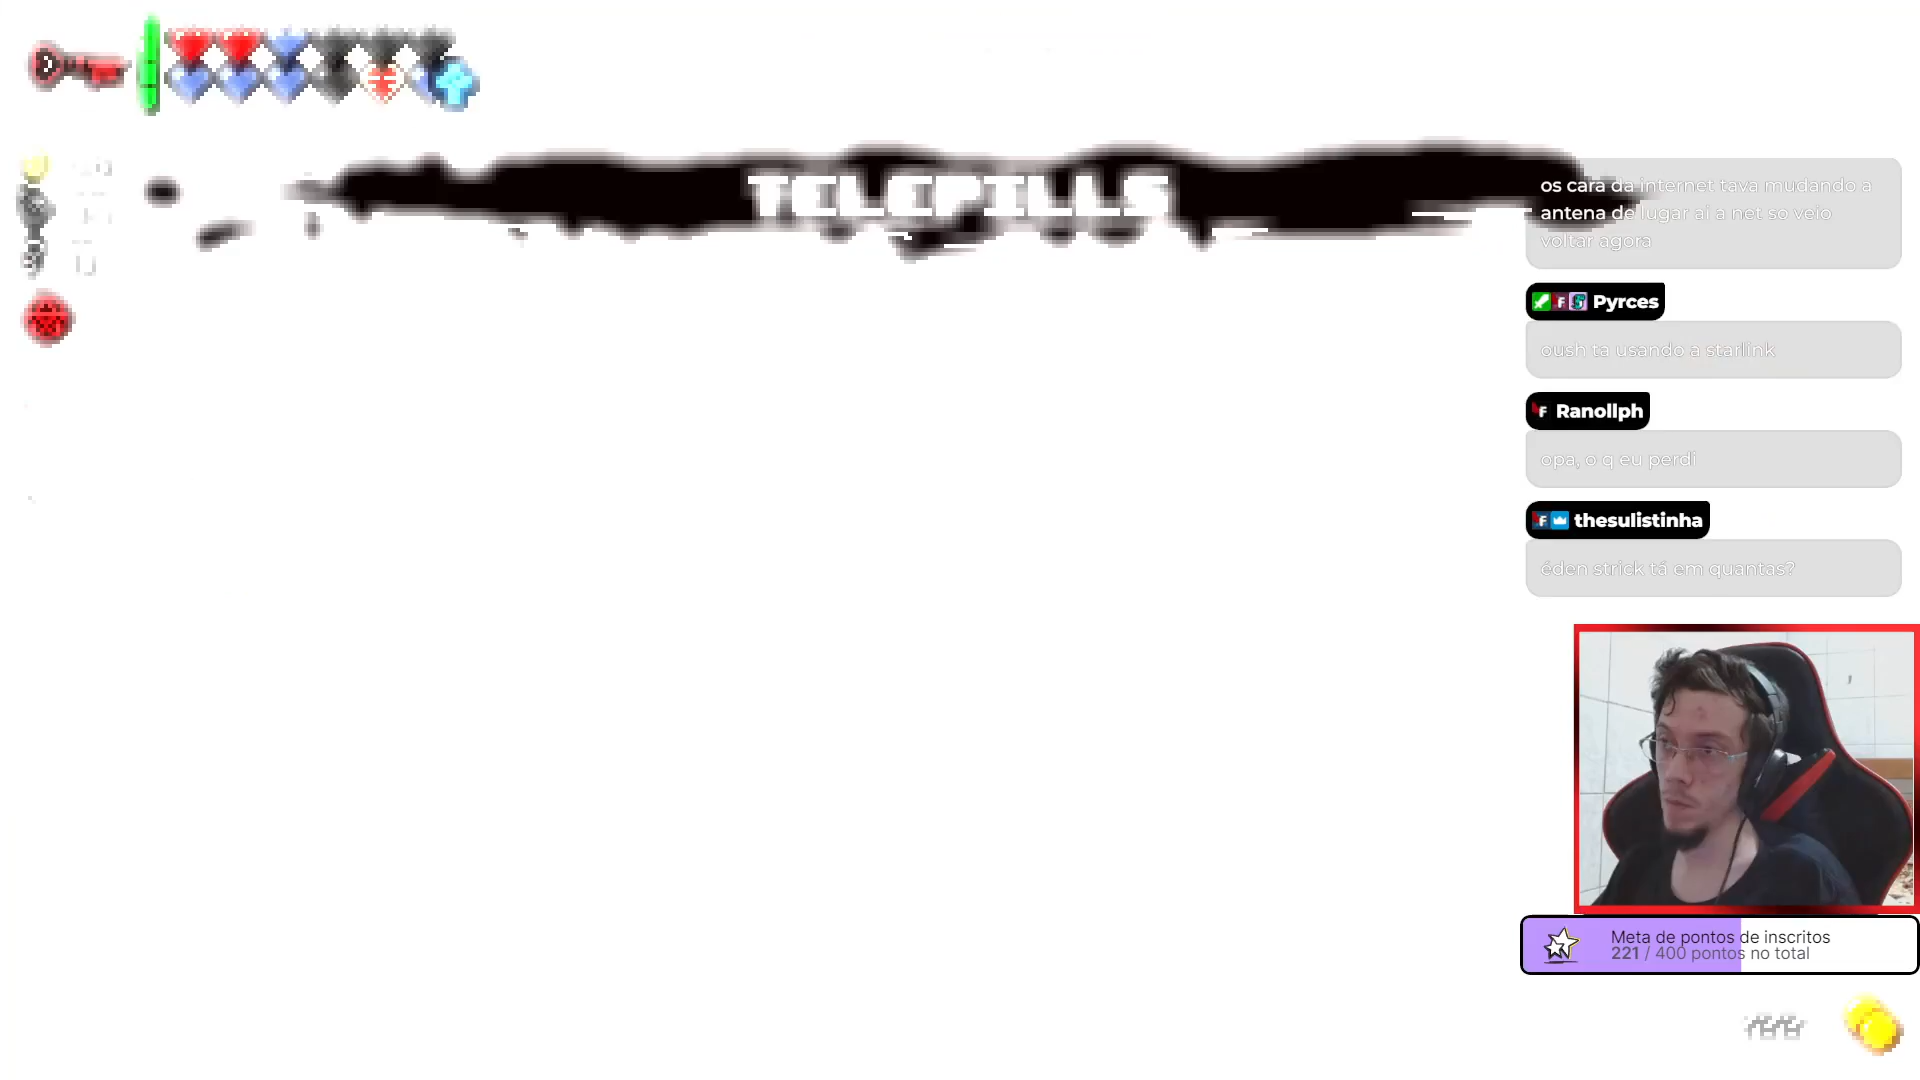 TELEPILLS
os cara da internet tava mudando a
antena de lugar ai a net so veio
voltar agora
Pyrces
oush ta usando a starlink
Ranollph
opa, o q eu perdi
thesulistinha
éden strick tá em quantas?
Meta de pontos de inscritos
221 / 400 pontos no total